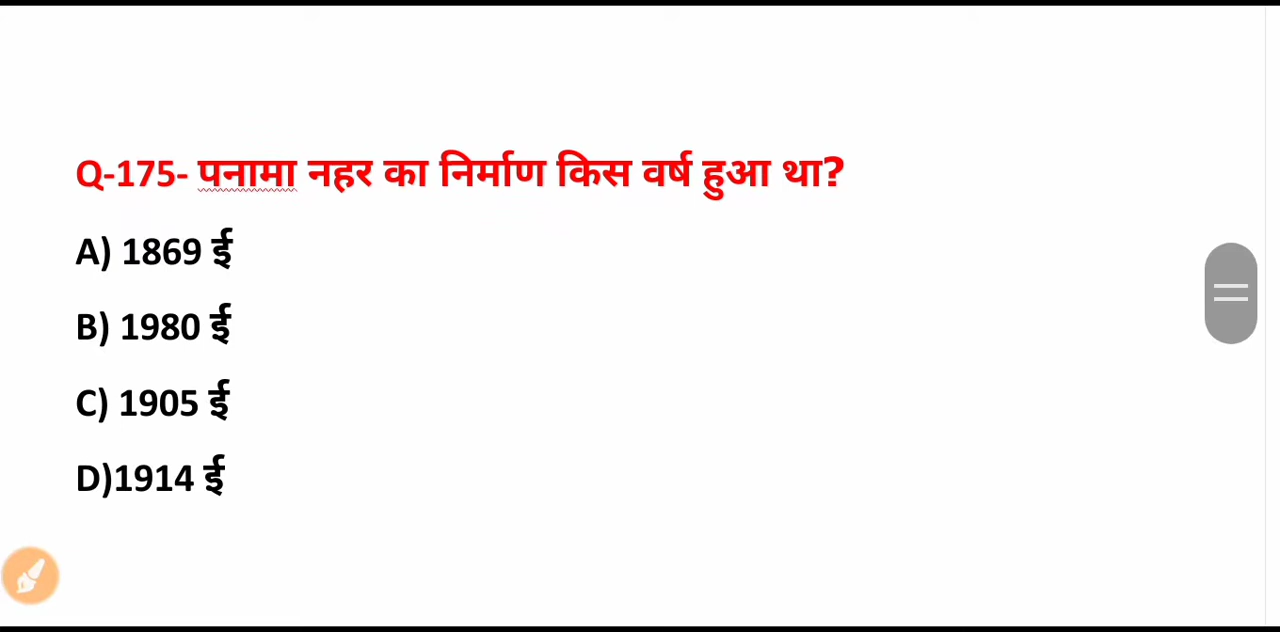 Q-175- पनामा नहर का निर्माण किस वर्ष हुआ था?
A) 1869 ई
B) 1980 ई
C) 1905 ई
D)1914 ई